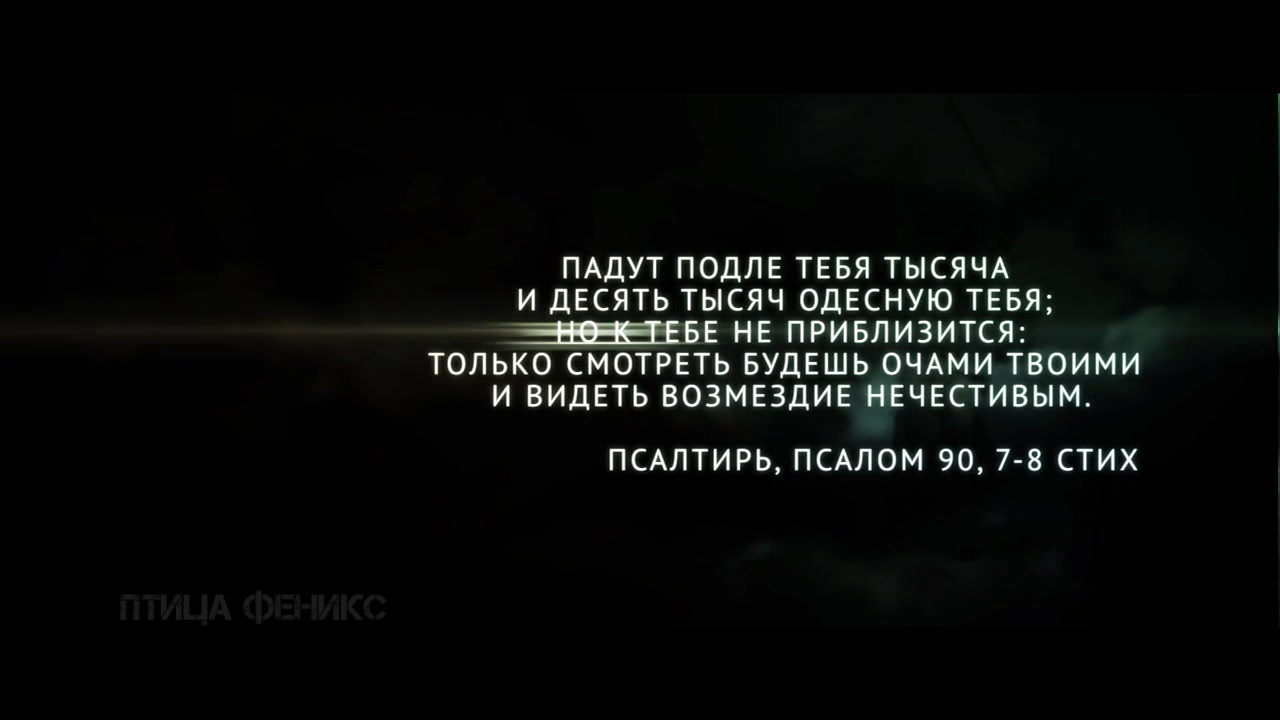 ПАДУТ ПОДЛЕ ТЕБЯ ТЫСЯЧА
И ДЕСЯТЬ ТЫСЯЧ ОДЕСНУЮ ТЕБЯ;
НО К ТЕБЕ НЕ ПРИБЛИЗИТСЯ:
ТОЛЬКО СМОТРЕТЬ БУДЕШЬ ОЧАМИ ТВОИМИ
И ВИДЕТЬ ВОЗМЕЗДИЕ НЕЧЕСТИВЫМ.
ПСАЛТИРЬ, ПСАЛОМ 90, 7-8 СТИХ
ПТИЦА ФЕНИКС